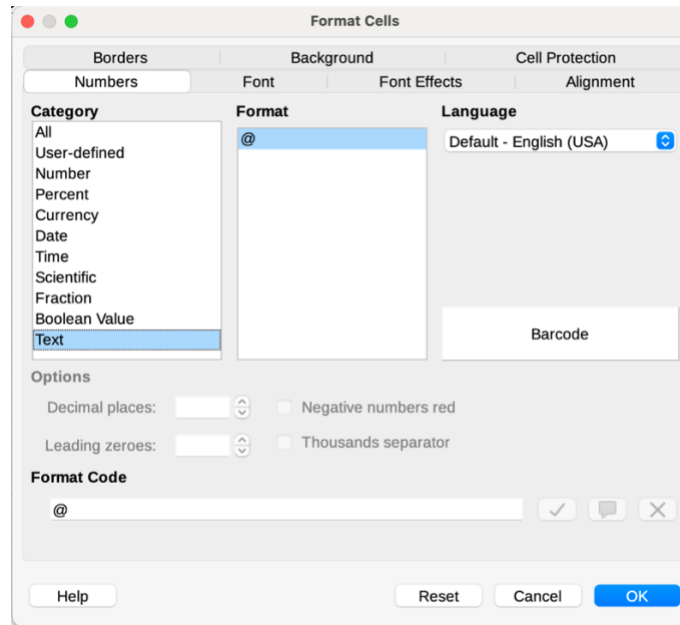 Format Cells
Borders Background Cell Protection
Numbers Font Font Effects Alignment
Category Format Language
All
User-defined
Number
Percent
Currency
Date
Time
Scientific
Fraction
Boolean Value
Text
@
Default - English (USA)
Barcode
Options
Decimal places: Negative numbers red
Leading zeroes: Thousands separator
Format Code
@
Help Reset Cancel OK